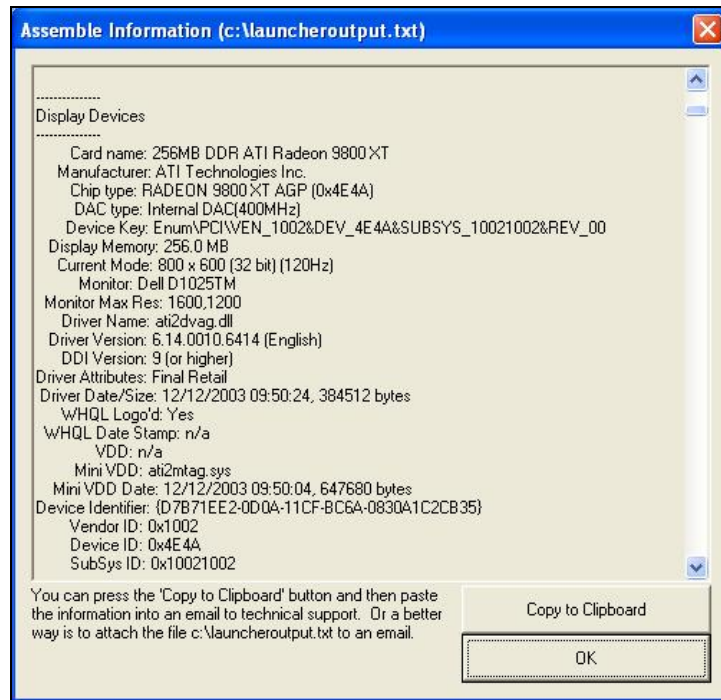 Assemble Information (c:\launcheroutput.txt)
---------------
Display Devices
---------------
Card name: 256MB DDR ATI Radeon 9800 XT
Manufacturer: ATI Technologies Inc.
Chip type: RADEON 9800 XT AGP (0x4E4A)
DAC type: Internal DAC(400MHz)
Device Key: Enum\PCI\VEN_1002&DEV_4E4A&SUBSYS_10021002&REV_00
Display Memory: 256.0 MB
Current Mode: 800 x 600 (32 bit) (120Hz)
Monitor: Dell D1025TM
Monitor Max Res: 1600,1200
Driver Name: ati2dvag.dll
Driver Version: 6.14.0010.6414 (English)
DDI Version: 9 (or higher)
Driver Attributes: Final Retail
Driver Date/Size: 12/12/2003 09:50:24, 384512 bytes
WHQL Logo'd: Yes
WHQL Date Stamp: n/a
VDD: n/a
Mini VDD: ati2mtag.sys
Mini VDD Date: 12/12/2003 09:50:04, 647680 bytes
Device Identifier: {D7B71EE2-0D0A-11CF-BC6A-0830A1C2CB35}
Vendor ID: 0x1002
Device ID: 0x4E4A
SubSys ID: 0x10021002
You can press the 'Copy to Clipboard' button and then paste
the information into an email to technical support. Or a better
way is to attach the file c:\launcheroutput.txt to an email.
Copy to Clipboard
OK